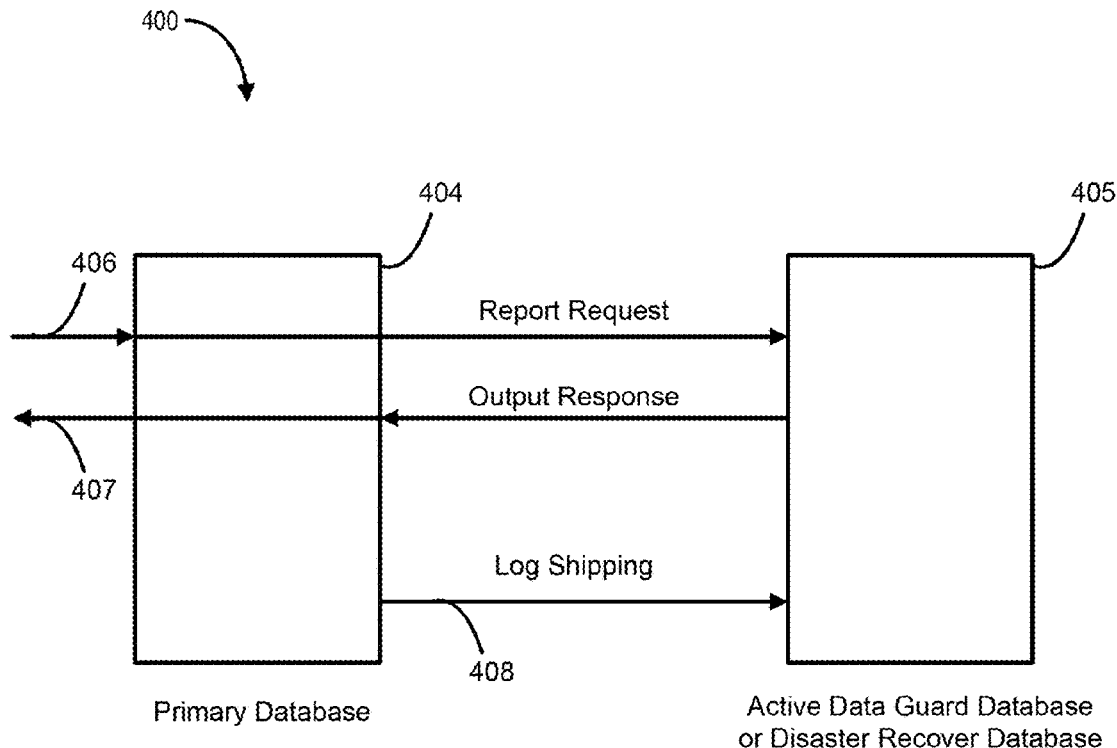 400
404
405
406
Report Request
Output Response
407
Log Shipping
408
Primary Database
Active Data Guard Database
or Disaster Recover Database